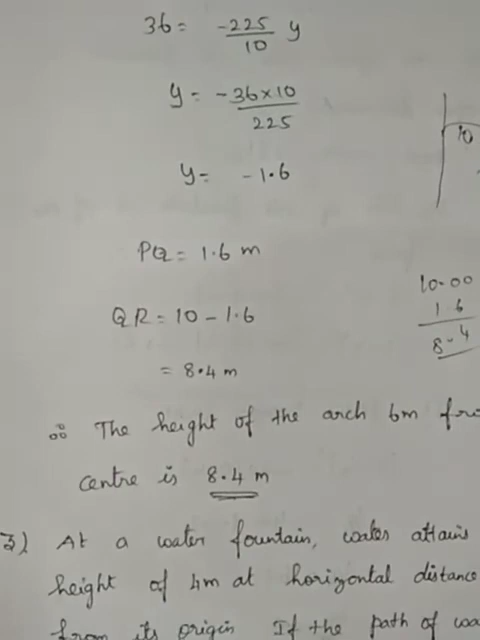 36 = -225/10 y
y = -36×10/225
10
y = -1.6
PQ = 1.6 m
QR = 10 - 1.6
10.00
1.6
8.4
= 8.4 m
∴ The height of the arch 6m
centre is 8.4 m
3) At a water fountain, water attains
height of 4m at horizontal distance
from its origin If the path of